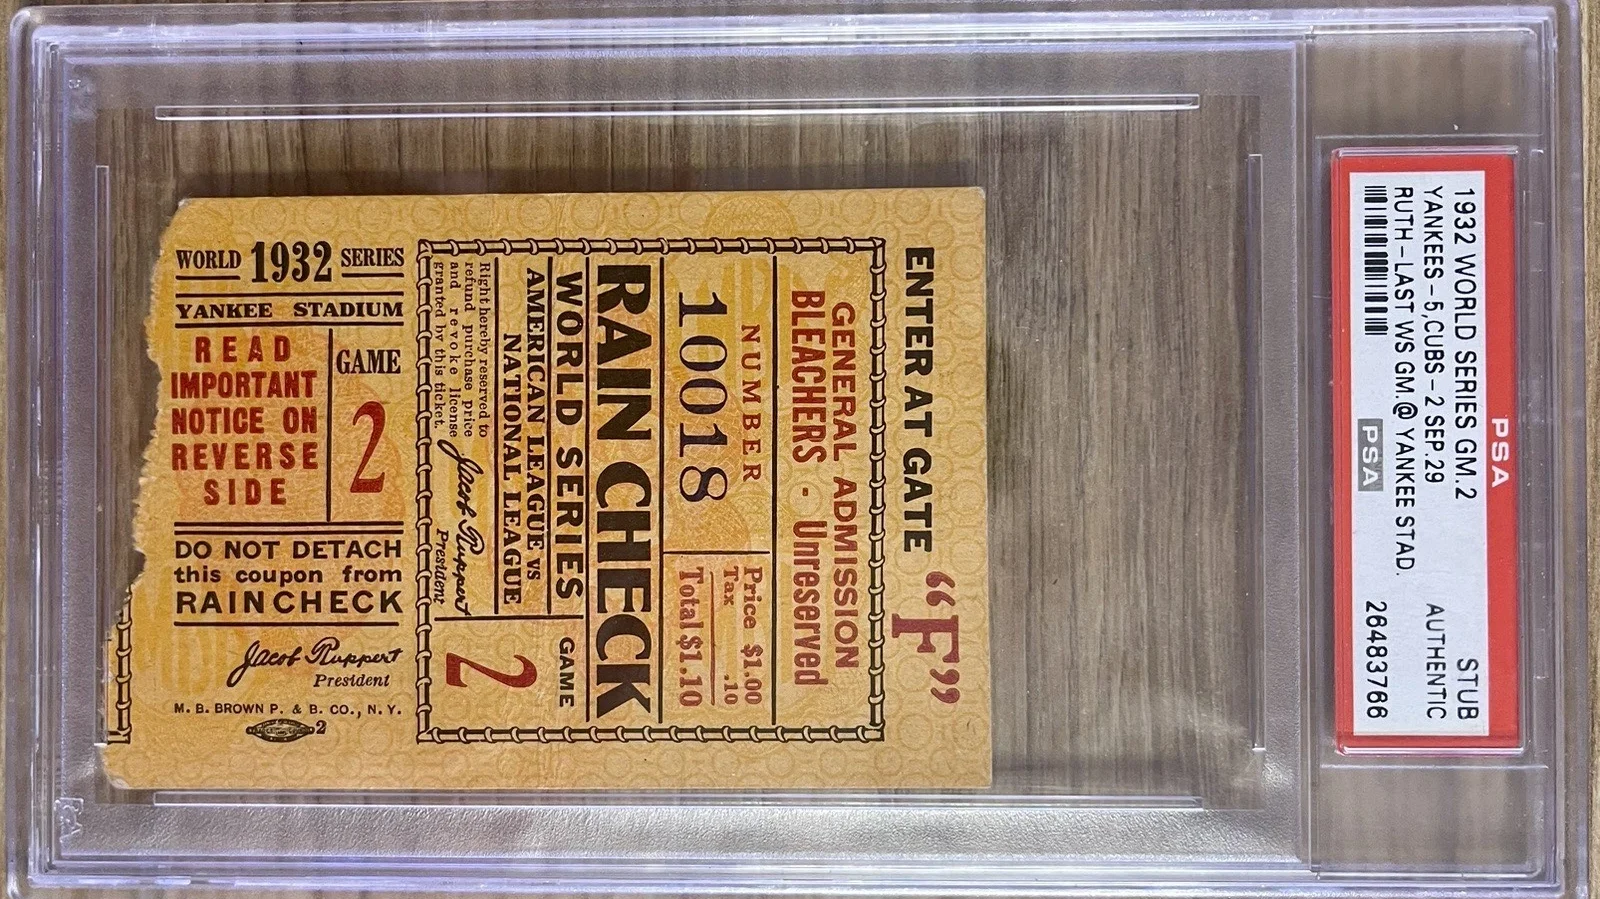 PSA
1932 WORLD SERIES GM.2 STUB
YANKEES-5,CUBS-2 SEP.29 AUTHENTIC
RUTH-LAST WS GM.@ YANKEE STAD.
PSA 26483766
ENTER AT GATE "F"
GENERAL ADMISSION
BLEACHERS - Unreserved
NUMBER
10018
Price $1.00
Tax .10
Total $1.10
RAIN CHECK
WORLD SERIES
AMERICAN LEAGUE VS
NATIONAL LEAGUE
GAME
2
Right hereby reserved to
refund purchase price
and revoke license
granted by this ticket.
Jacob Ruppert
President
WORLD 1932 SERIES
YANKEE STADIUM
READ
IMPORTANT
NOTICE ON
REVERSE
SIDE
GAME
2
DO NOT DETACH
this coupon from
RAIN CHECK
Jacob Ruppert
President
M. B. BROWN P. & B. CO., N. Y.
2